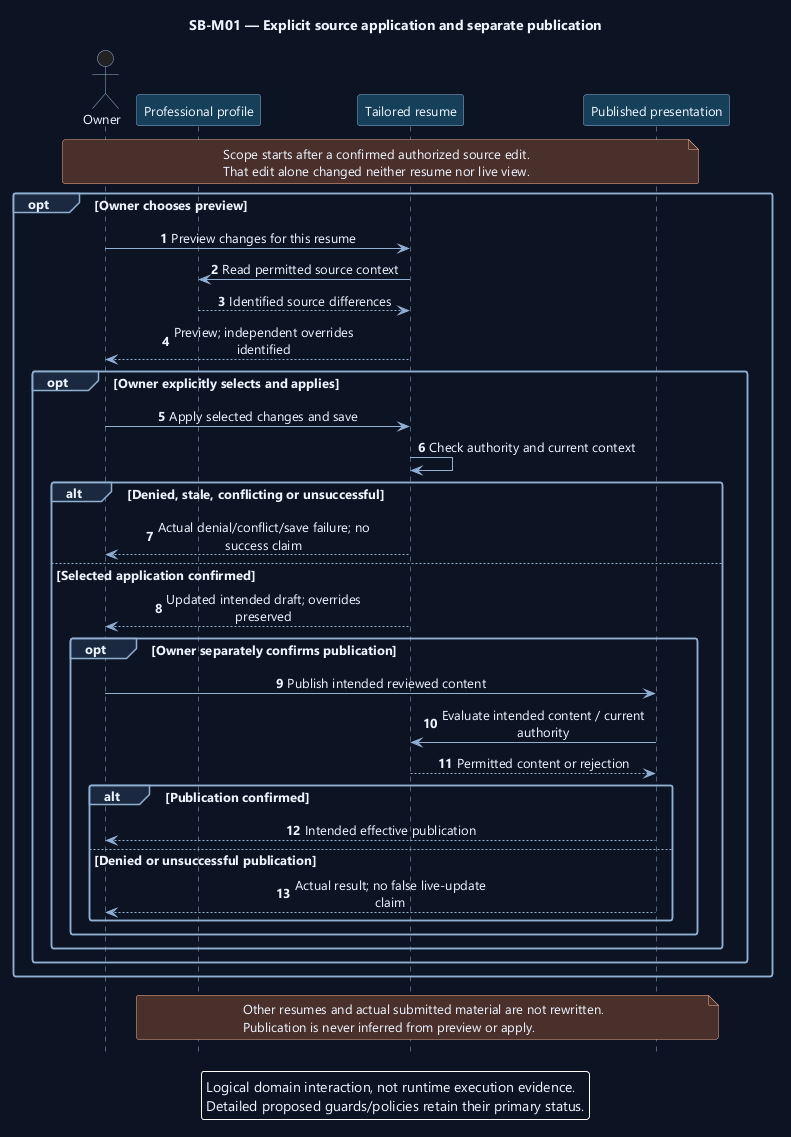 SB-M01 — Explicit source application and separate publication
Owner
Professional profile
Tailored resume
Published presentation
Scope starts after a confirmed authorized source edit.
That edit alone changed neither resume nor live view.
opt [Owner chooses preview]
1 Preview changes for this resume
2 Read permitted source context
3 Identified source differences
4 Preview; independent overrides
identified
opt [Owner explicitly selects and applies]
5 Apply selected changes and save
6 Check authority and current context
alt [Denied, stale, conflicting or unsuccessful]
7 Actual denial/conflict/save failure; no
success claim
[Selected application confirmed]
8 Updated intended draft; overrides
preserved
opt [Owner separately confirms publication]
9 Publish intended reviewed content
10 Evaluate intended content / current
authority
11 Permitted content or rejection
alt [Publication confirmed]
12 Intended effective publication
[Denied or unsuccessful publication]
13 Actual result; no false live-update
claim
Other resumes and actual submitted material are not rewritten.
Publication is never inferred from preview or apply.
Logical domain interaction, not runtime execution evidence.
Detailed proposed guards/policies retain their primary status.